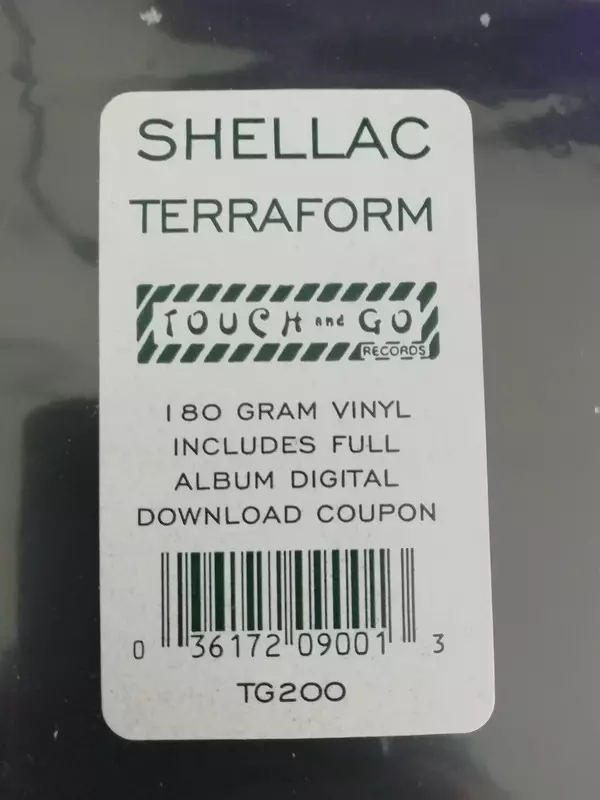 SHELLAC
TERRAFORM
TOUCH and GO
RECORDS
180 GRAM VINYL
INCLUDES FULL
ALBUM DIGITAL
DOWNLOAD COUPON
0 36172 09001 3
TG200